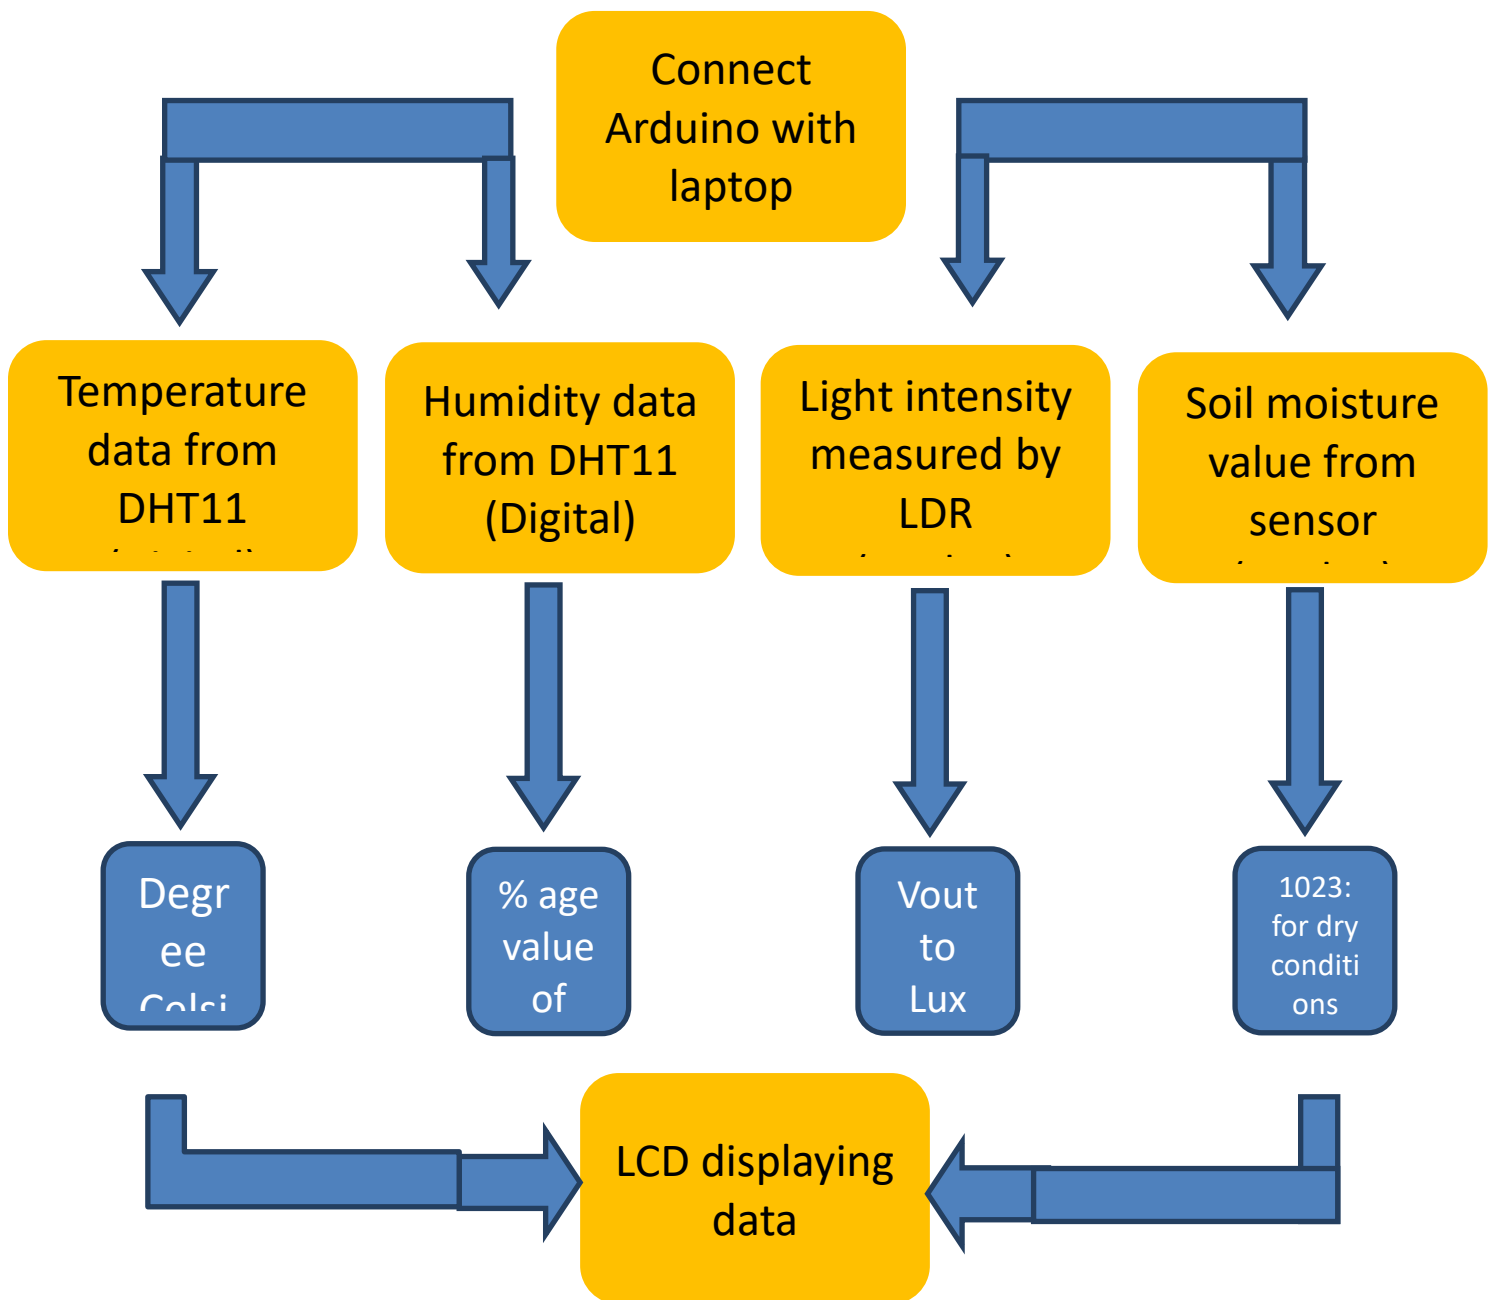 Connect
Arduino with
laptop
Temperature
data from
DHT11
Humidity data
from DHT11
(Digital)
Light intensity
measured by
LDR
Soil moisture
value from
sensor
Degr
ee
Celsi
% age
value
of
Vout
to
Lux
1023:
for dry
conditi
ons
LCD displaying
data